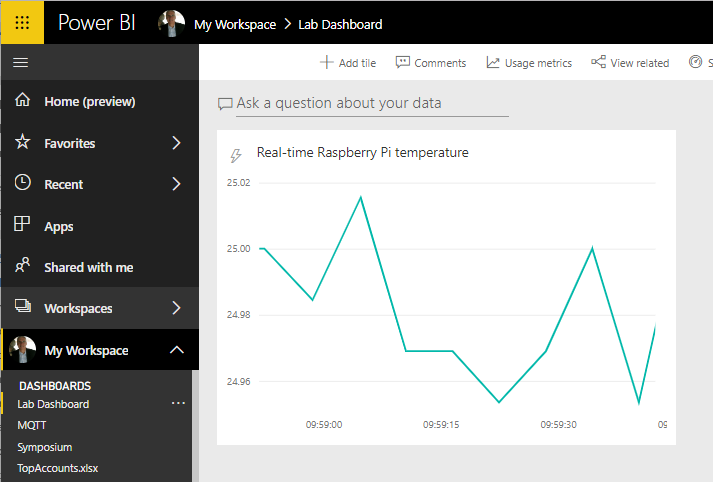 Power BI My Workspace > Lab Dashboard
Add tile Comments Usage metrics View related S
Ask a question about your data
Home (preview)
Favorites
Recent
Apps
Shared with me
Workspaces
My Workspace
DASHBOARDS
Lab Dashboard ...
MQTT
Symposium
TopAccounts.xlsx
Real-time Raspberry Pi temperature
25.02
25.00
24.98
24.96
09:59:00 09:59:15 09:59:30 09